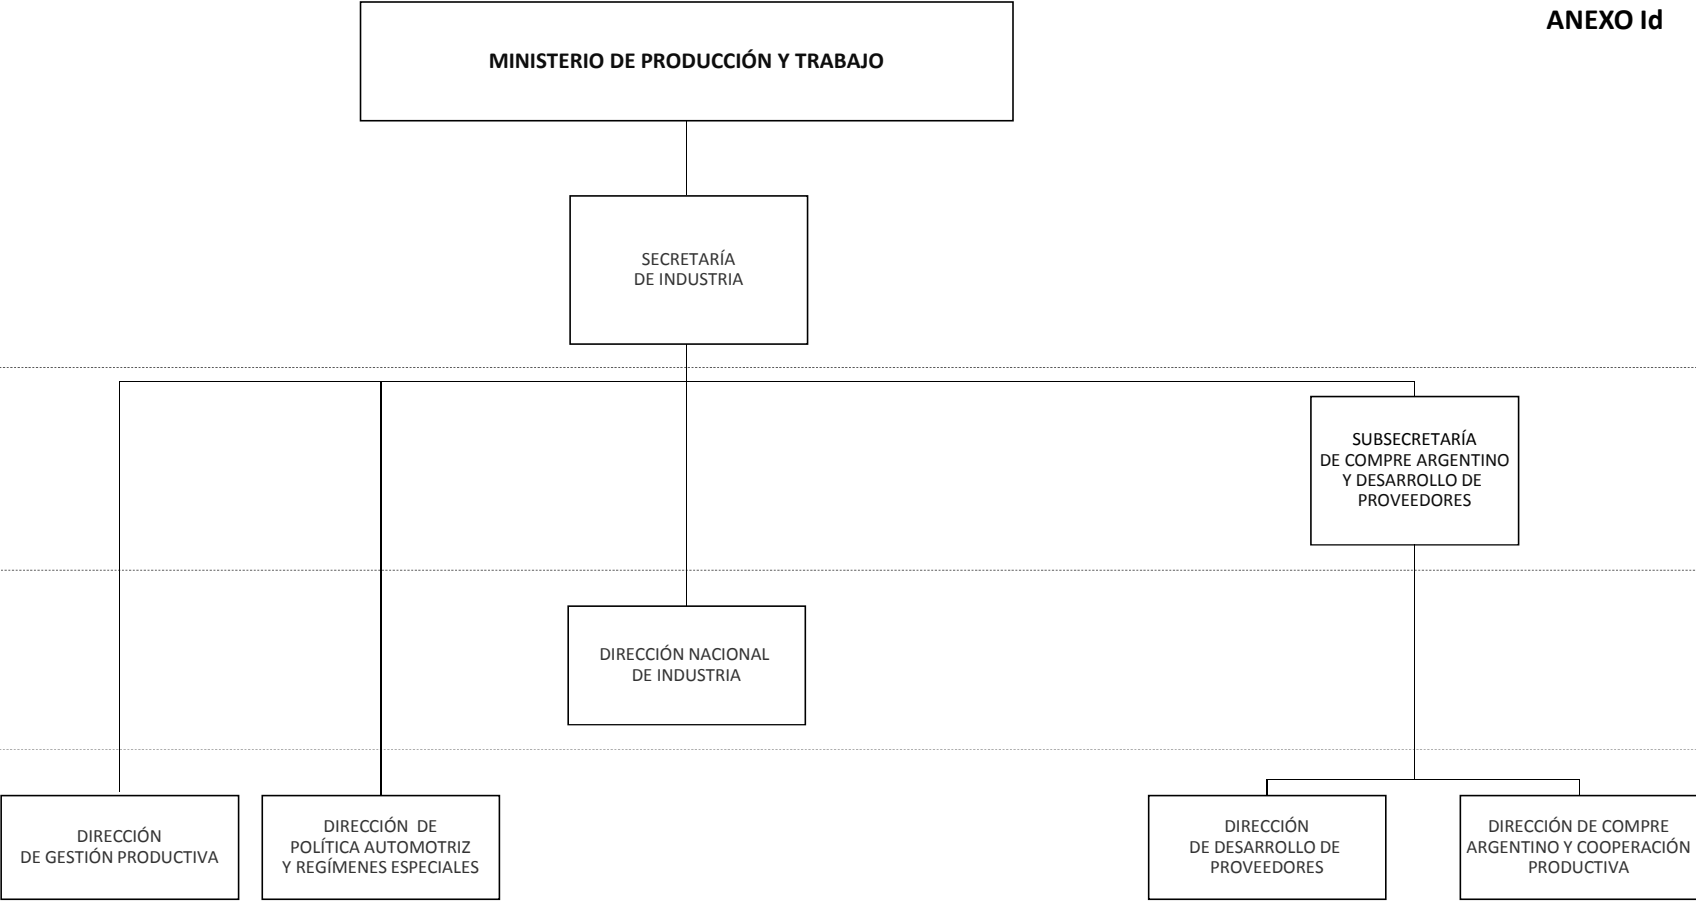 ANEXO Id
MINISTERIO DE PRODUCCIÓN Y TRABAJO
SECRETARÍA
DE INDUSTRIA
SUBSECRETARÍA
DE COMPRE ARGENTINO
Y DESARROLLO DE
PROVEEDORES
DIRECCIÓN NACIONAL
DE INDUSTRIA
DIRECCIÓN
DE GESTIÓN PRODUCTIVA
DIRECCIÓN DE
POLÍTICA AUTOMOTRIZ
Y REGÍMENES ESPECIALES
DIRECCIÓN
DE DESARROLLO DE
PROVEEDORES
DIRECCIÓN DE COMPRE
ARGENTINO Y COOPERACIÓN
PRODUCTIVA